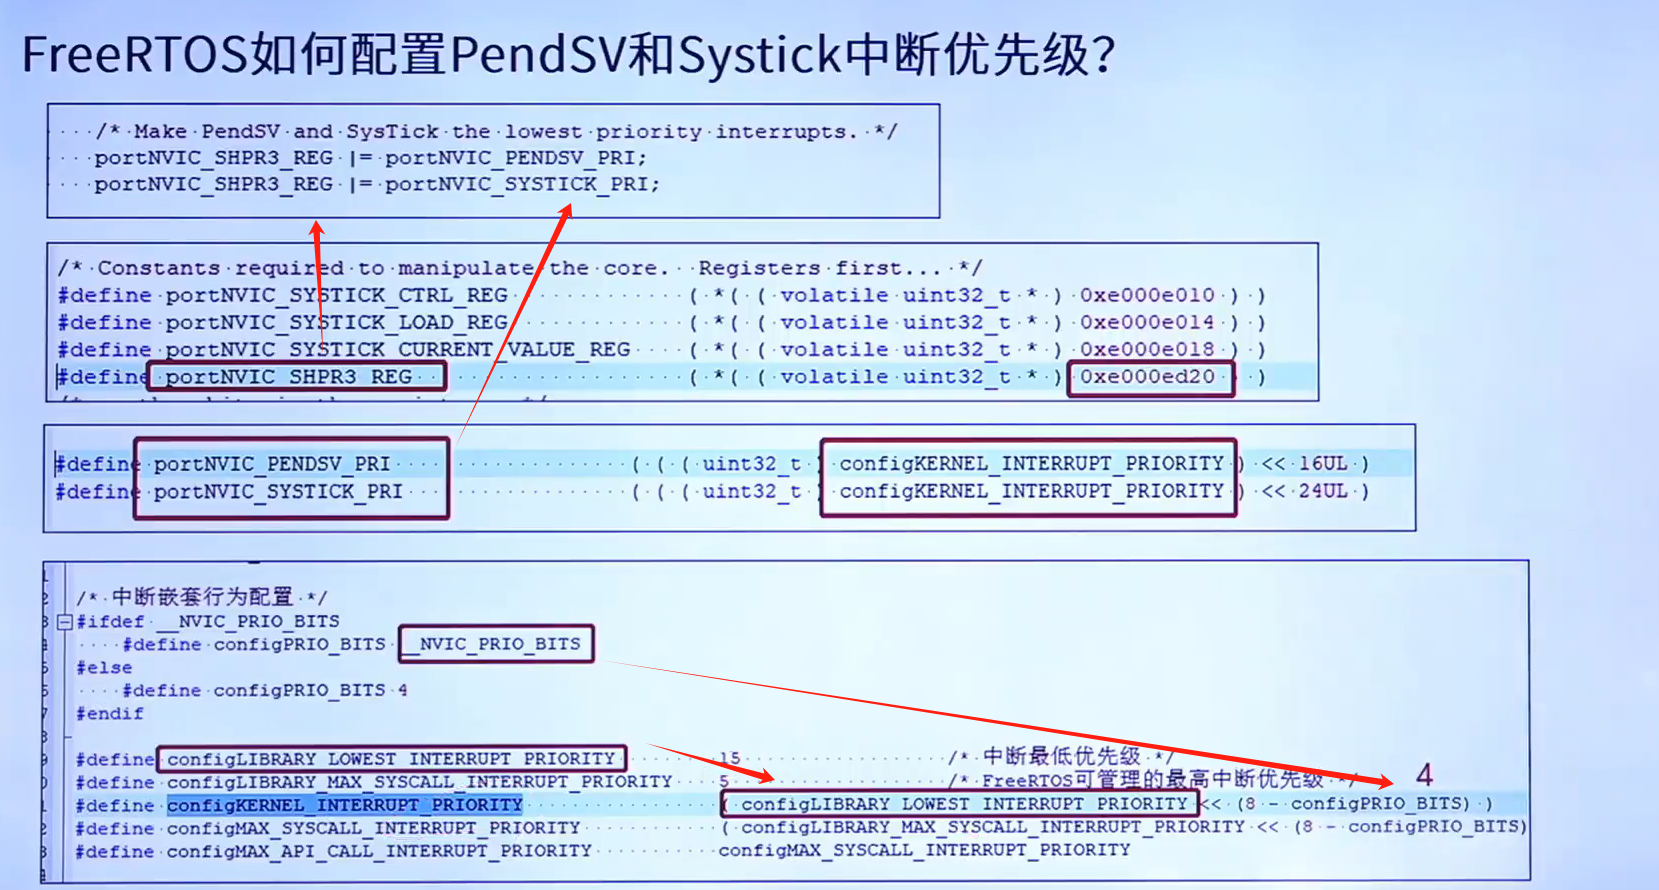 FreeRTOS如何配置PendSV和Systick中断优先级?
/* Make PendSV and SysTick the lowest priority interrupts. */
portNVIC_SHPR3_REG |= portNVIC_PENDSV_PRI;
portNVIC_SHPR3_REG |= portNVIC_SYSTICK_PRI;
/* Constants required to manipulate the core. Registers first... */
#define portNVIC_SYSTICK_CTRL_REG ( *( ( volatile uint32_t * ) 0xe000e010 ) )
#define portNVIC_SYSTICK_LOAD_REG ( *( ( volatile uint32_t * ) 0xe000e014 ) )
#define portNVIC_SYSTICK_CURRENT_VALUE_REG ( *( ( volatile uint32_t * ) 0xe000e018 ) )
#define portNVIC_SHPR3_REG ( *( ( volatile uint32_t * ) 0xe000ed20 ) )
#define portNVIC_PENDSV_PRI ( ( ( uint32_t ) configKERNEL_INTERRUPT_PRIORITY ) << 16UL )
#define portNVIC_SYSTICK_PRI ( ( ( uint32_t ) configKERNEL_INTERRUPT_PRIORITY ) << 24UL )
/* 中断嵌套行为配置 */
#ifdef __NVIC_PRIO_BITS
#define configPRIO_BITS __NVIC_PRIO_BITS
#else
#define configPRIO_BITS 4
#endif
#define configLIBRARY_LOWEST_INTERRUPT_PRIORITY 15 /* 中断最低优先级 */
#define configLIBRARY_MAX_SYSCALL_INTERRUPT_PRIORITY 5 /* FreeRTOS可管理的最高中断优先级 */
4
#define configKERNEL_INTERRUPT_PRIORITY ( configLIBRARY_LOWEST_INTERRUPT_PRIORITY << (8 - configPRIO_BITS) )
#define configMAX_SYSCALL_INTERRUPT_PRIORITY ( configLIBRARY_MAX_SYSCALL_INTERRUPT_PRIORITY << (8 - configPRIO_BITS)
#define configMAX_API_CALL_INTERRUPT_PRIORITY configMAX_SYSCALL_INTERRUPT_PRIORITY